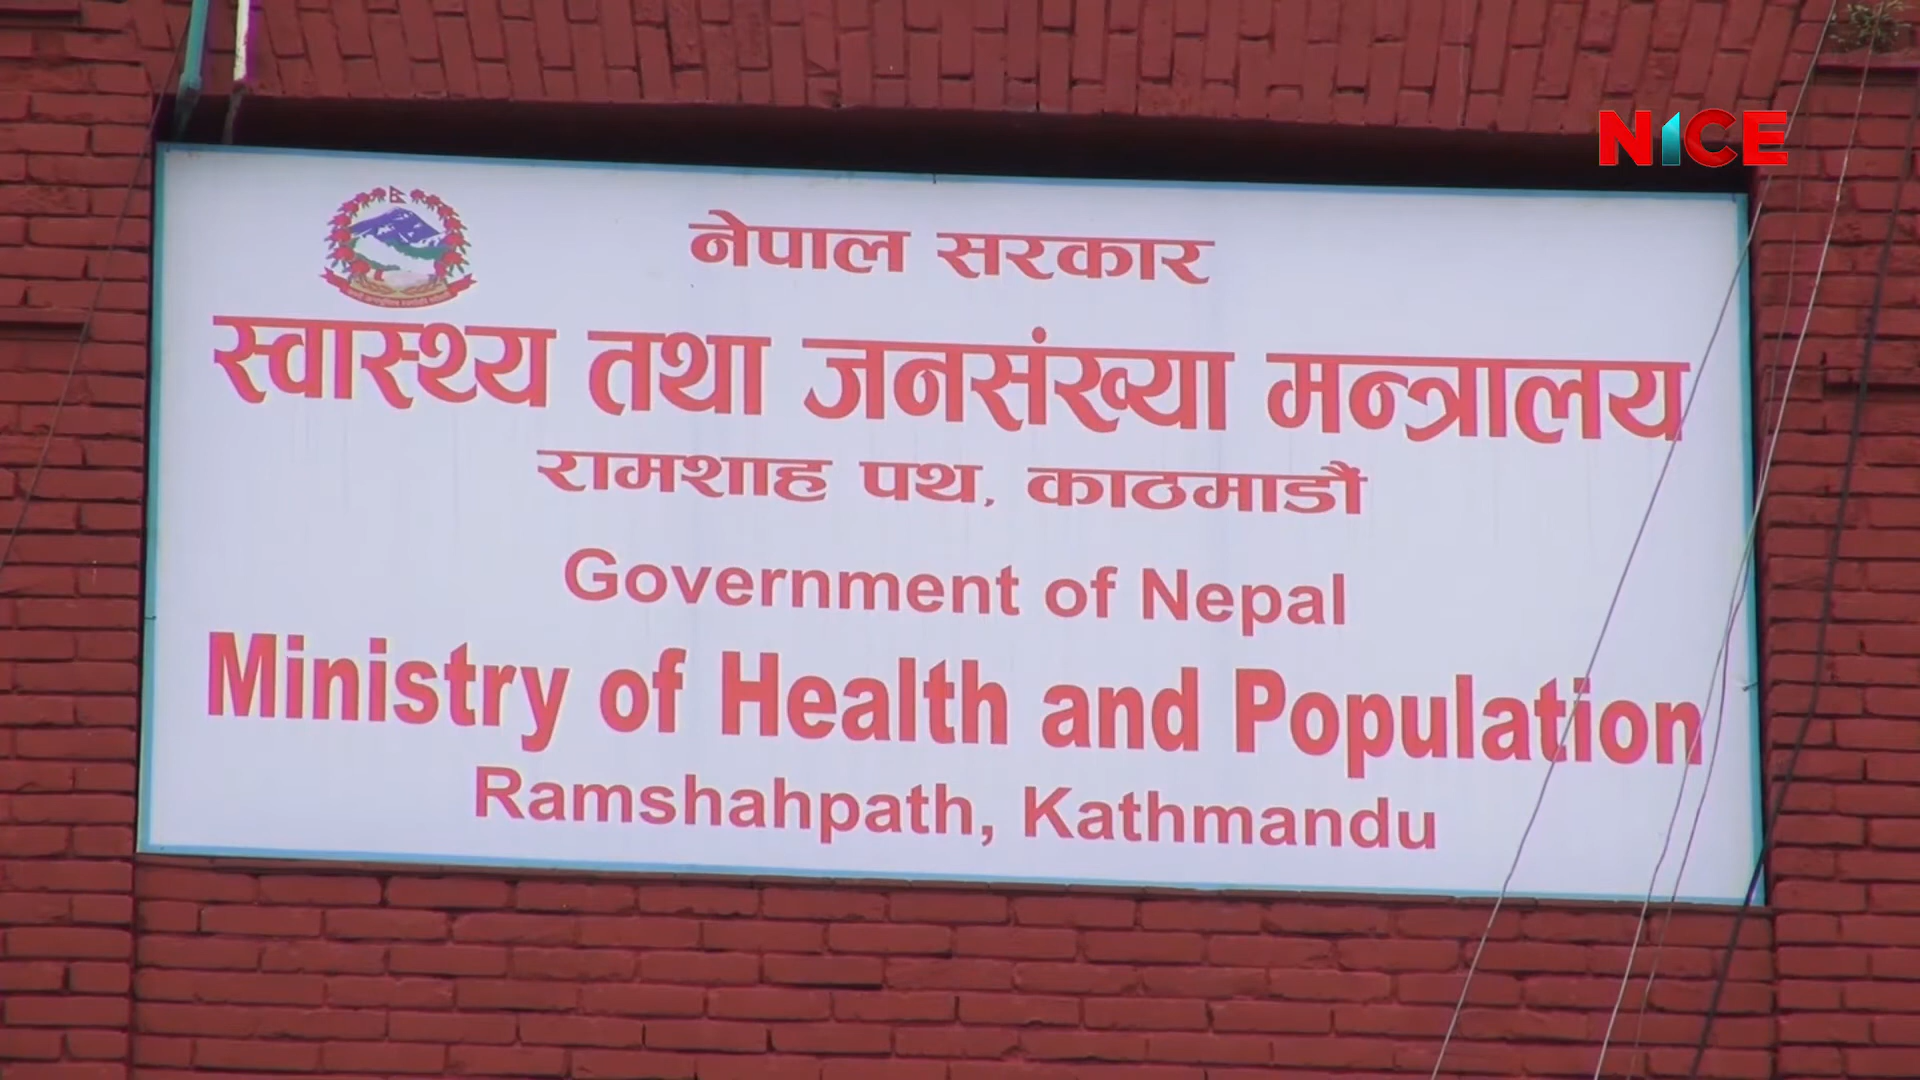 NICE
नेपाल सरकार
स्वास्थ्य तथा जनसंख्या मन्त्रालय
रामशाह पथ, काठमाडौं
Government of Nepal
Ministry of Health and Population
Ramshahpath, Kathmandu